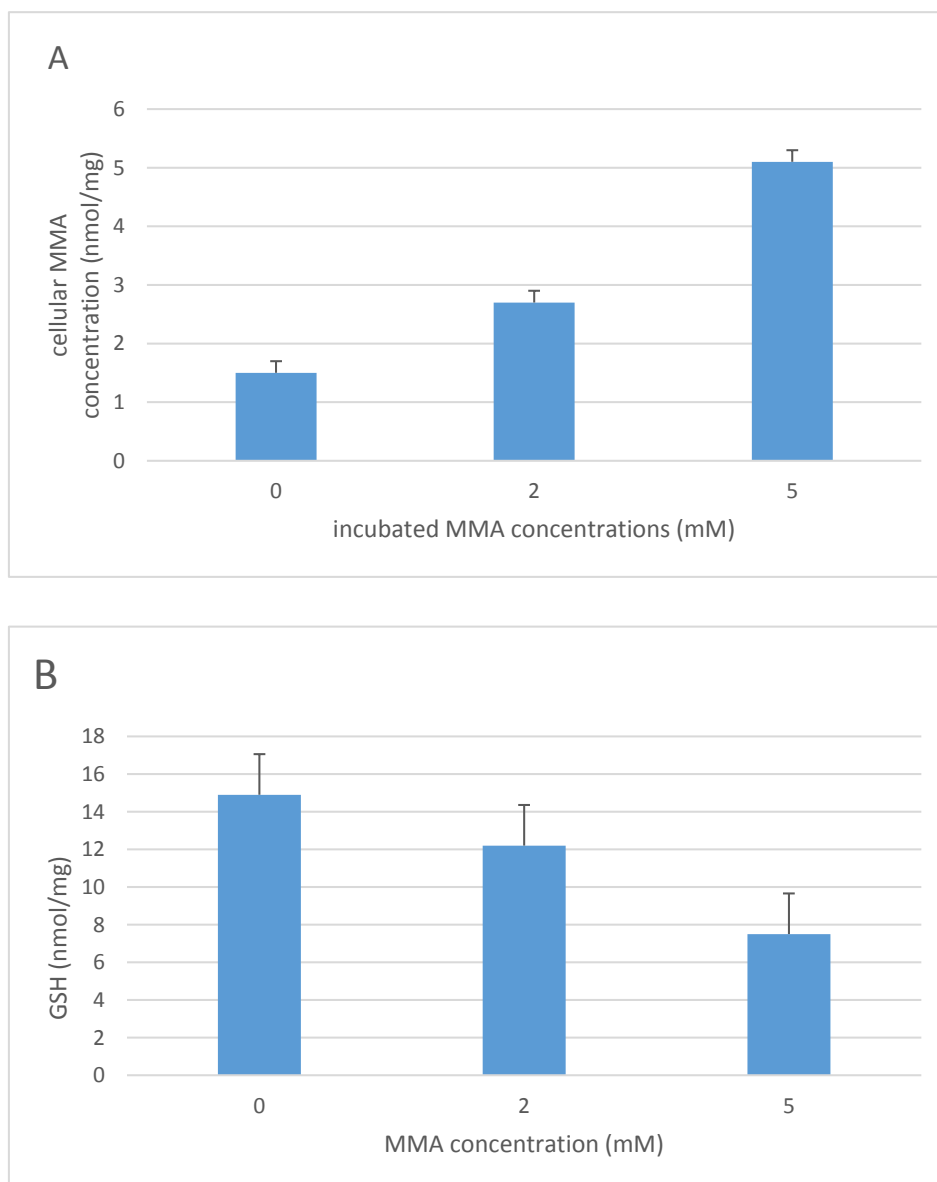 A
6
5
4
3
2
1
0
cellular MMA
concentration (nmol/mg)
0 2 5
incubated MMA concentrations (mM)
B
18
16
14
12
10
8
6
4
2
0
GSH (nmol/mg)
0 2 5
MMA concentration (mM)